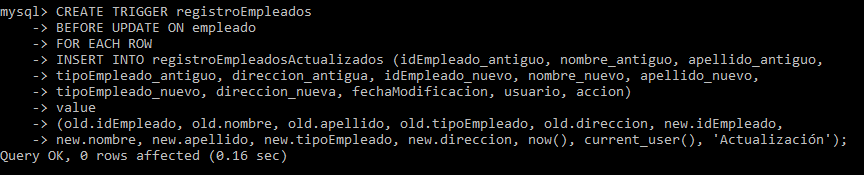 mysql> CREATE TRIGGER registroEmpleados
    -> BEFORE UPDATE ON empleado
    -> FOR EACH ROW
    -> INSERT INTO registroEmpleadosActualizados (idEmpleado_antiguo, nombre_antiguo, apellido_antiguo,
    -> tipoEmpleado_antiguo, direccion_antigua, idEmpleado_nuevo, nombre_nuevo, apellido_nuevo,
    -> tipoEmpleado_nuevo, direccion_nueva, fechaModificacion, usuario, accion)
    -> value
    -> (old.idEmpleado, old.nombre, old.apellido, old.tipoEmpleado, old.direccion, new.idEmpleado,
    -> new.nombre, new.apellido, new.tipoEmpleado, new.direccion, now(), current_user(), 'Actualización');
Query OK, 0 rows affected (0.16 sec)